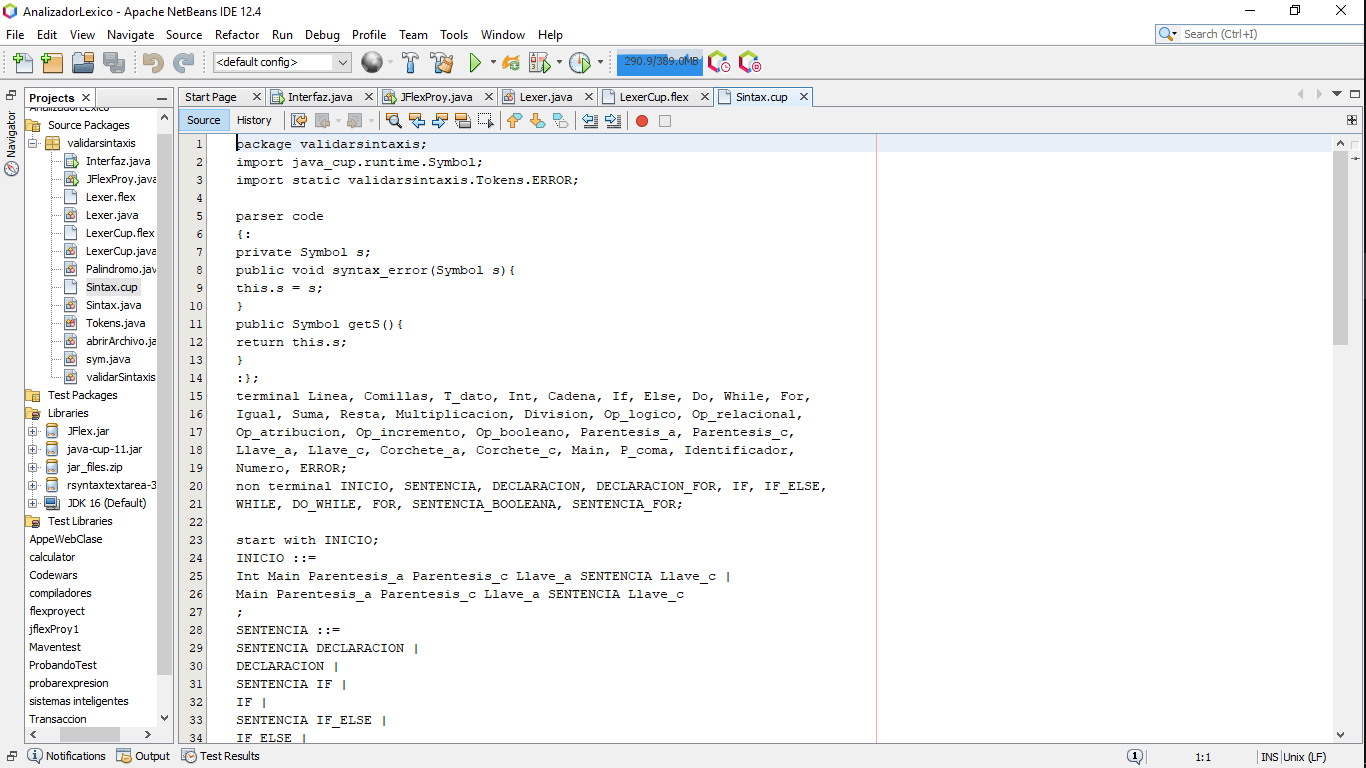 AnalizadorLexico - Apache NetBeans IDE 12.4
File Edit View Navigate Source Refactor Run Debug Profile Team Tools Window Help
Search (Ctrl+I)
<default config>
290.9/389.0MB
Navigator
Projects
AnalizadorLexico
Source Packages
validarsintaxis
Interfaz.java
JFlexProy.java
Lexer.flex
Lexer.java
LexerCup.flex
LexerCup.java
Palindromo.jav
Sintax.cup
Sintax.java
Tokens.java
abrirArchivo.ja
sym.java
validarSintaxis
Test Packages
Libraries
JFlex.jar
java-cup-11.jar
jar_files.zip
rsyntaxtextarea-3
JDK 16 (Default)
Test Libraries
AppeWebClase
calculator
Codewars
compiladores
flexproyect
jflexProy1
Maventest
ProbandoTest
probarexpresion
sistemas inteligentes
Transaccion
Start Page Interfaz.java JFlexProy.java Lexer.java LexerCup.flex Sintax.cup
Source History
1 package validarsintaxis;
2 import java_cup.runtime.Symbol;
3 import static validarsintaxis.Tokens.ERROR;
4
5 parser code
6 {:
7 private Symbol s;
8 public void syntax_error(Symbol s){
9 this.s = s;
10 }
11 public Symbol getS(){
12 return this.s;
13 }
14 :};
15 terminal Linea, Comillas, T_dato, Int, Cadena, If, Else, Do, While, For,
16 Igual, Suma, Resta, Multiplicacion, Division, Op_logico, Op_relacional,
17 Op_atribucion, Op_incremento, Op_booleano, Parentesis_a, Parentesis_c,
18 Llave_a, Llave_c, Corchete_a, Corchete_c, Main, P_coma, Identificador,
19 Numero, ERROR;
20 non terminal INICIO, SENTENCIA, DECLARACION, DECLARACION_FOR, IF, IF_ELSE,
21 WHILE, DO_WHILE, FOR, SENTENCIA_BOOLEANA, SENTENCIA_FOR;
22
23 start with INICIO;
24 INICIO ::=
25 Int Main Parentesis_a Parentesis_c Llave_a SENTENCIA Llave_c |
26 Main Parentesis_a Parentesis_c Llave_a SENTENCIA Llave_c
27 ;
28 SENTENCIA ::=
29 SENTENCIA DECLARACION |
30 DECLARACION |
31 SENTENCIA IF |
32 IF |
33 SENTENCIA IF_ELSE |
34 IF_ELSE |
Notifications Output Test Results
1
1:1
INS Unix (LF)